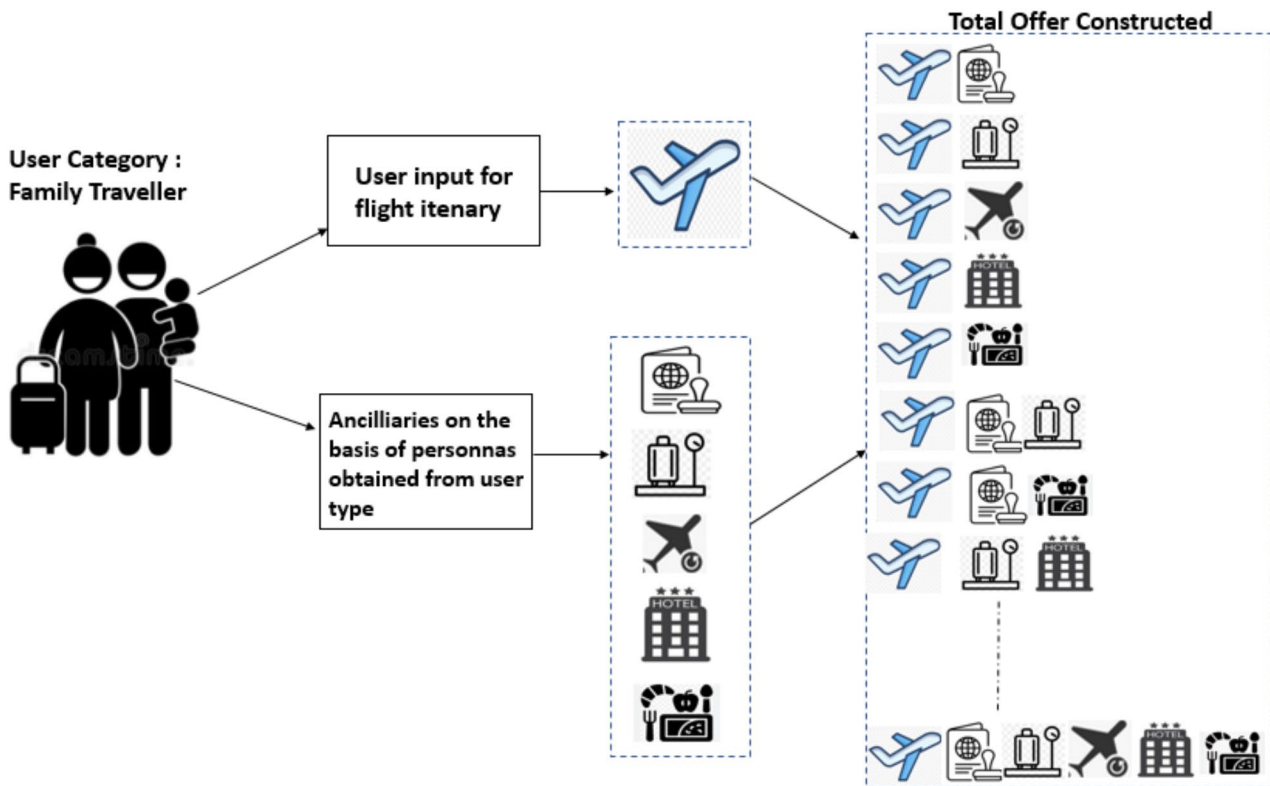 Total Offer Constructed
User Category :
Family Traveller
User input for
flight itenary
Ancilliaries on the
basis of personnas
obtained from user
type
HOTEL
HOTEL
HOTEL
HOTEL